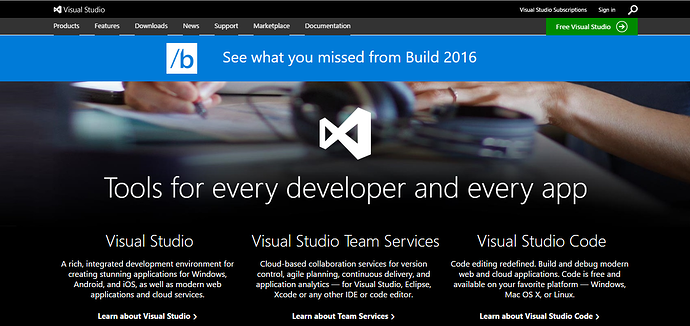 Visual Studio
Visual Studio Subscriptions Sign in
Products Features Downloads News Support Marketplace Documentation
Free Visual Studio
/b
See what you missed from Build 2016
Tools for every developer and every app
Visual Studio
A rich, integrated development environment for
creating stunning applications for Windows,
Android, and iOS, as well as modern web
applications and cloud services.
Learn about Visual Studio >
Visual Studio Team Services
Cloud-based collaboration services for version
control, agile planning, continuous delivery, and
application analytics — for Visual Studio, Eclipse,
Xcode or any other IDE or code editor.
Learn about Team Services >
Visual Studio Code
Code editing redefined. Build and debug modern
web and cloud applications. Code is free and
available on your favorite platform — Windows,
Mac OS X, or Linux.
Learn about Visual Studio Code >